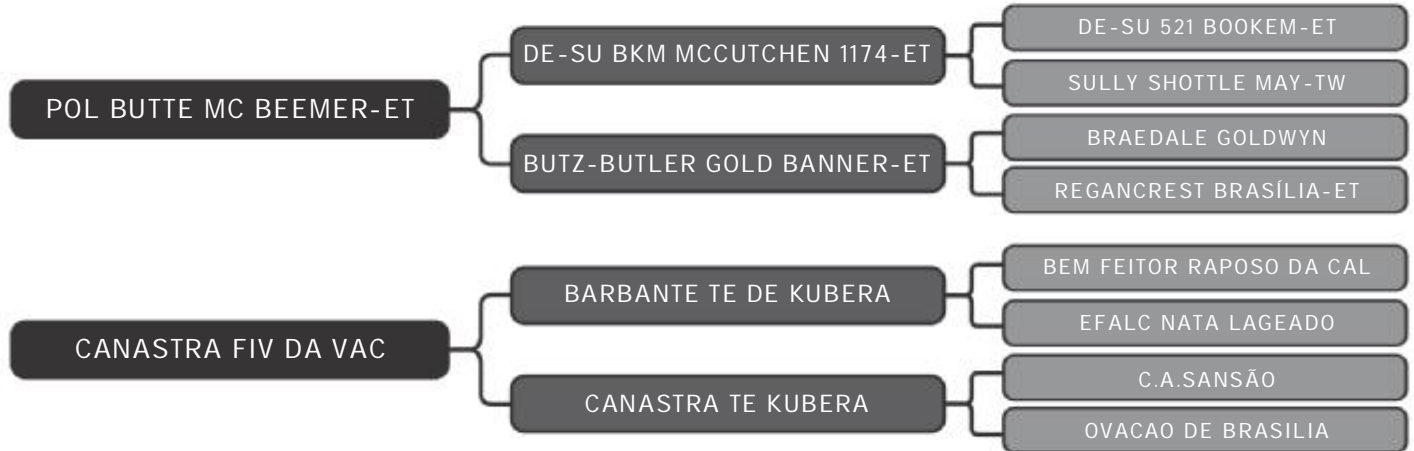 POL BUTTE MC BEEMER-ET
DE-SU BKM MCCUTCHEN 1174-ET
DE-SU 521 BOOKEM-ET
SULLY SHOTTLE MAY-TW
BUTZ-BUTLER GOLD BANNER-ET
BRAEDALE GOLDWYN
REGANCREST BRASÍLIA-ET
CANASTRA FIV DA VAC
BARBANTE TE DE KUBERA
BEM FEITOR RAPOSO DA CAL
EFALC NATA LAGEADO
CANASTRA TE KUBERA
C.A.SANSÃO
OVACAO DE BRASILIA